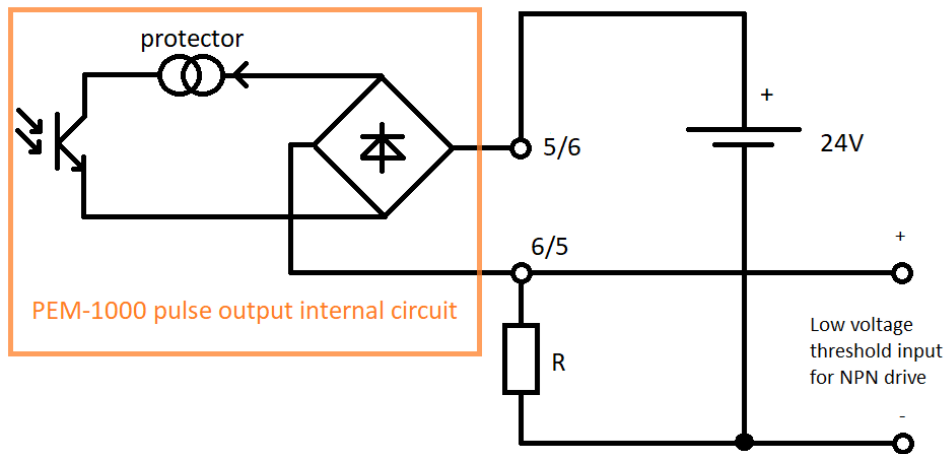 protector
+
5/6
24V
6/5
+
PEM-1000 pulse output internal circuit
R
Low voltage
threshold input
for NPN drive
-